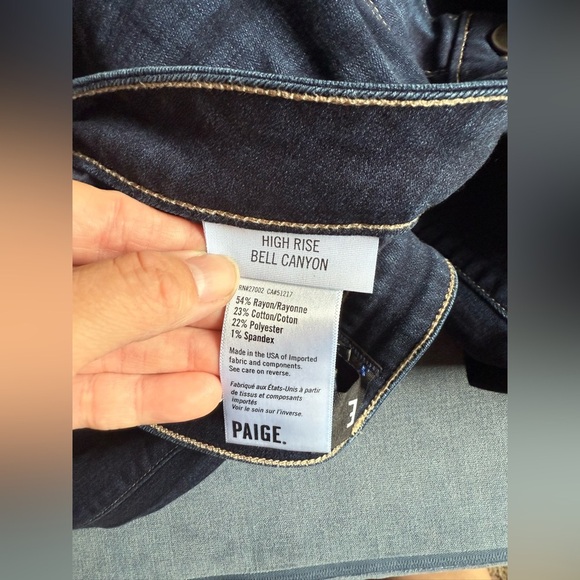 HIGH RISE
BELL CANYON
RN#27002 CA#51217
54% Rayon/Rayonne
23% Cotton/Coton
22% Polyester
1% Spandex
Made in the USA of Imported
fabric and components.
See care on reverse.
Fabriqué aux États-Unis à partir
de tissus et composants
importés
Voir le soin sur l'inverse.
PAIGE.